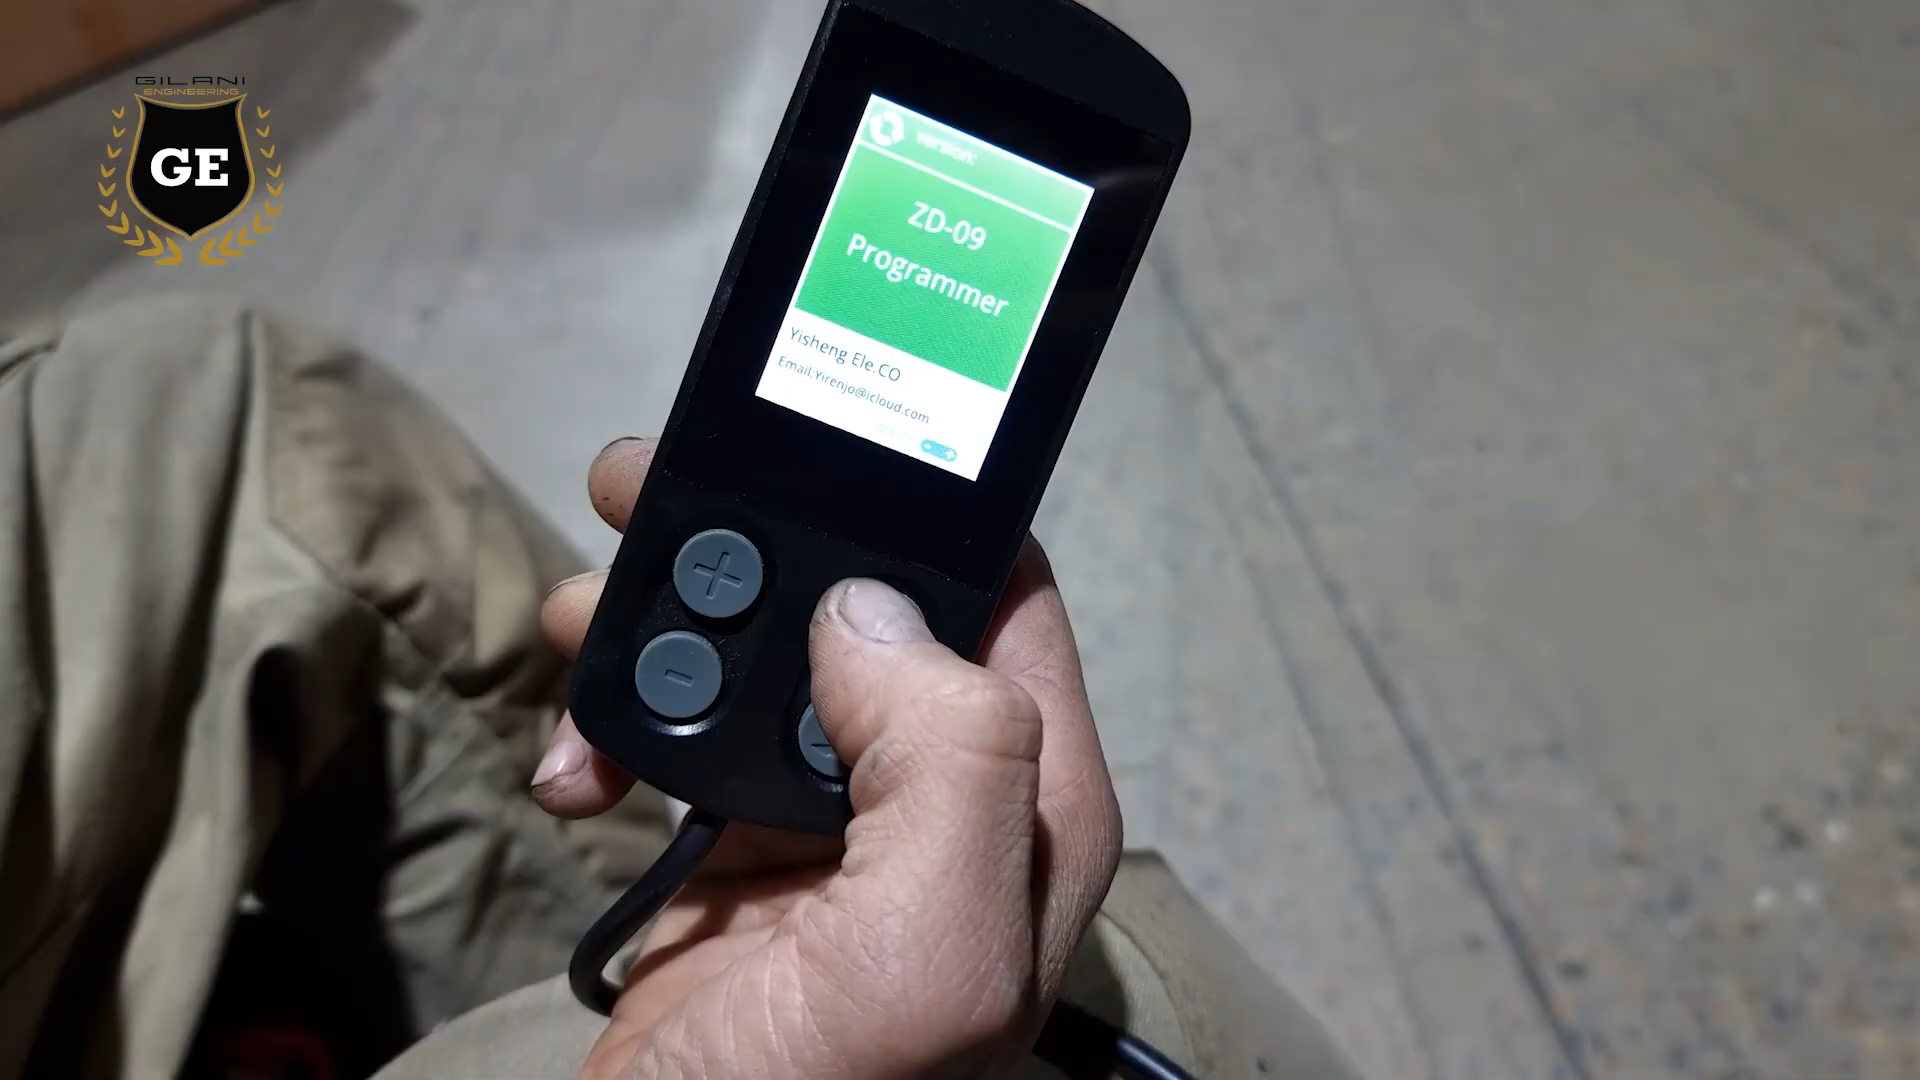 GILANI
ENGINEERING
GE
version:
ZD-09
Programmer
Yisheng Ele.CO
Email:Yirenjo@icloud.com
+
-